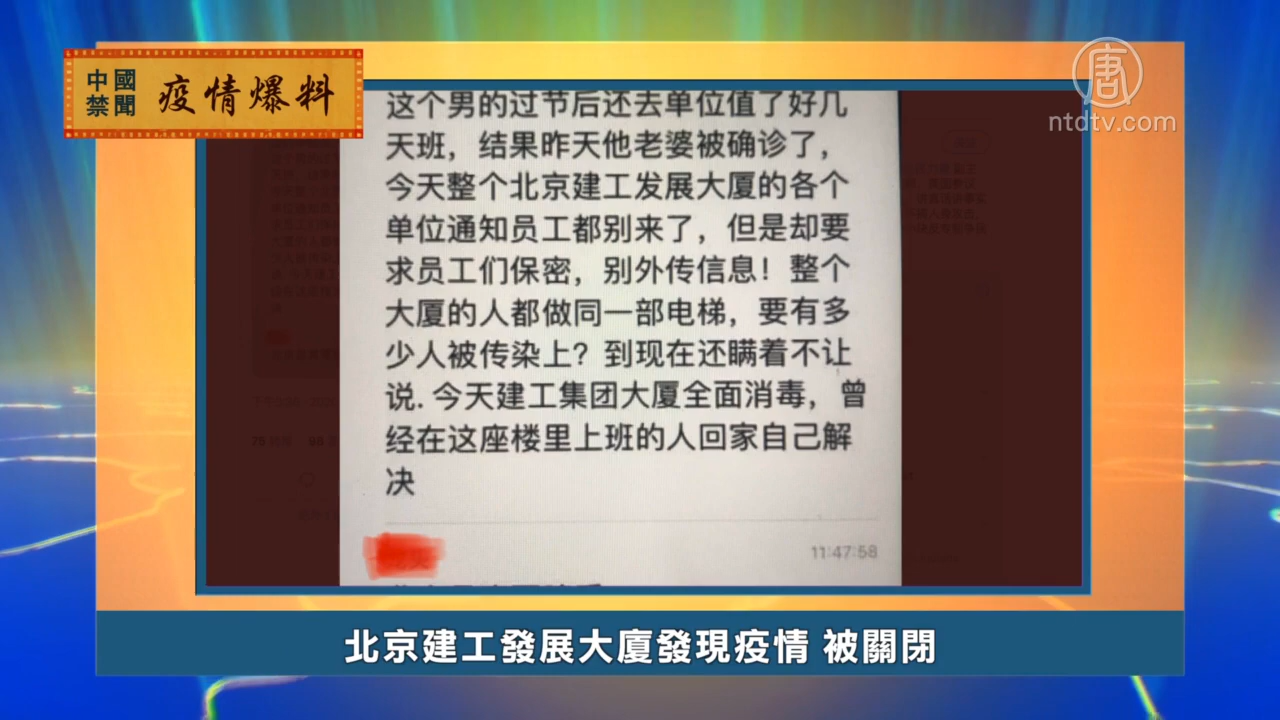 中國
禁聞
疫情爆料
唐
ntdtv.com
这个男的过节后还去单位值了好几
天班，结果昨天他老婆被确诊了，
今天整个北京建工发展大厦的各个
单位通知员工都别来了，但是却要
求员工们保密，别外传信息！整个
大厦的人都做同一部电梯，要有多
少人被传染上？到现在还瞒着不让
说. 今天建工集团大厦全面消毒，曾
经在这座楼里上班的人回家自己解
决
11:47:58
北京建工發展大廈發現疫情 被關閉